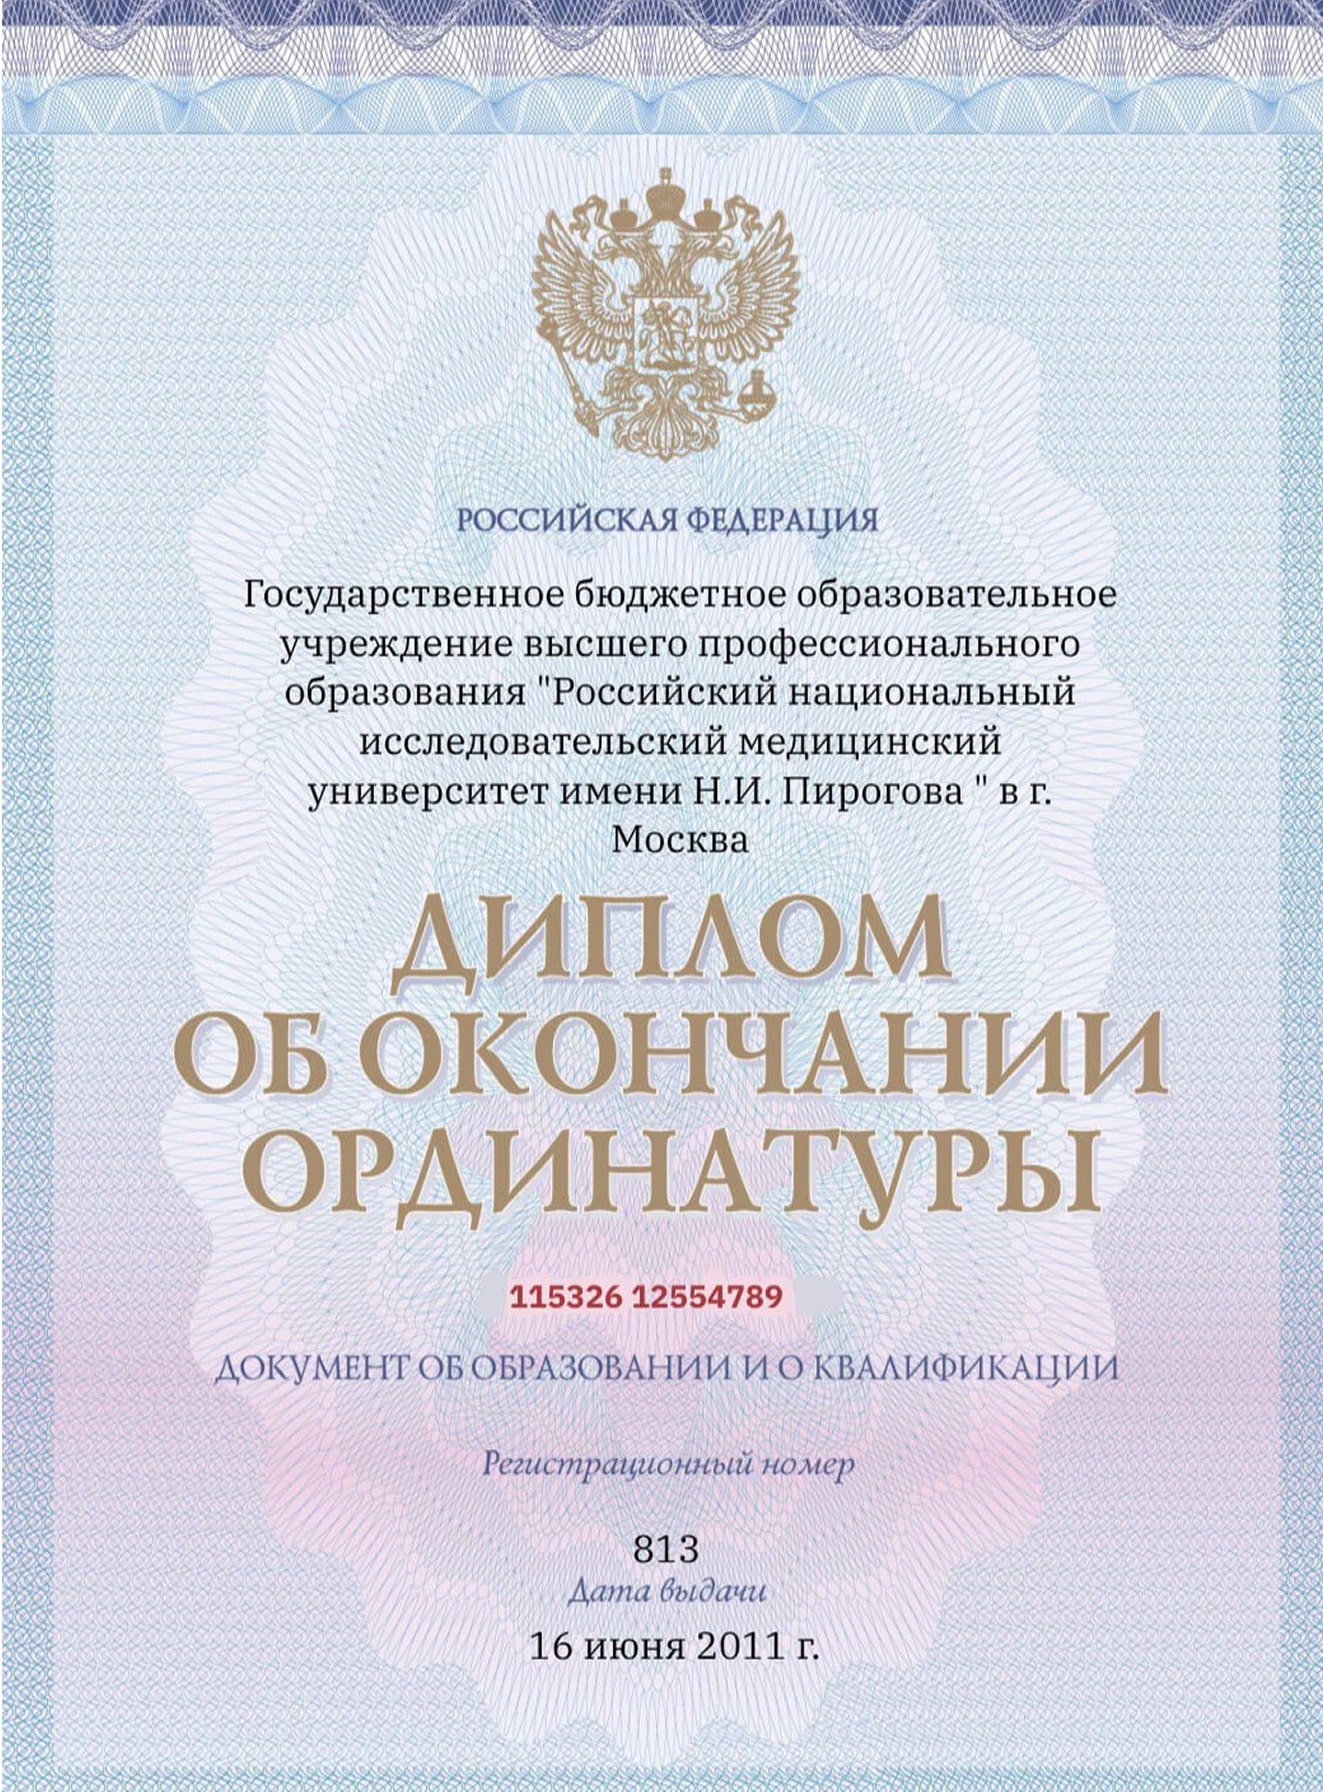 РОССИЙСКАЯ ФЕДЕРАЦИЯ
Государственное бюджетное образовательное
учреждение высшего профессионального
образования "Российский национальный
исследовательский медицинский
университет имени Н.И. Пирогова " в г.
Москва
ДИПЛОМ
ОБ ОКОНЧАНИИ
ОРДИНАТУРЫ
115326 12554789
ДОКУМЕНТ ОБ ОБРАЗОВАНИИ И О КВАЛИФИКАЦИИ
Регистрационный номер
813
Дата выдачи
16 июня 2011 г.